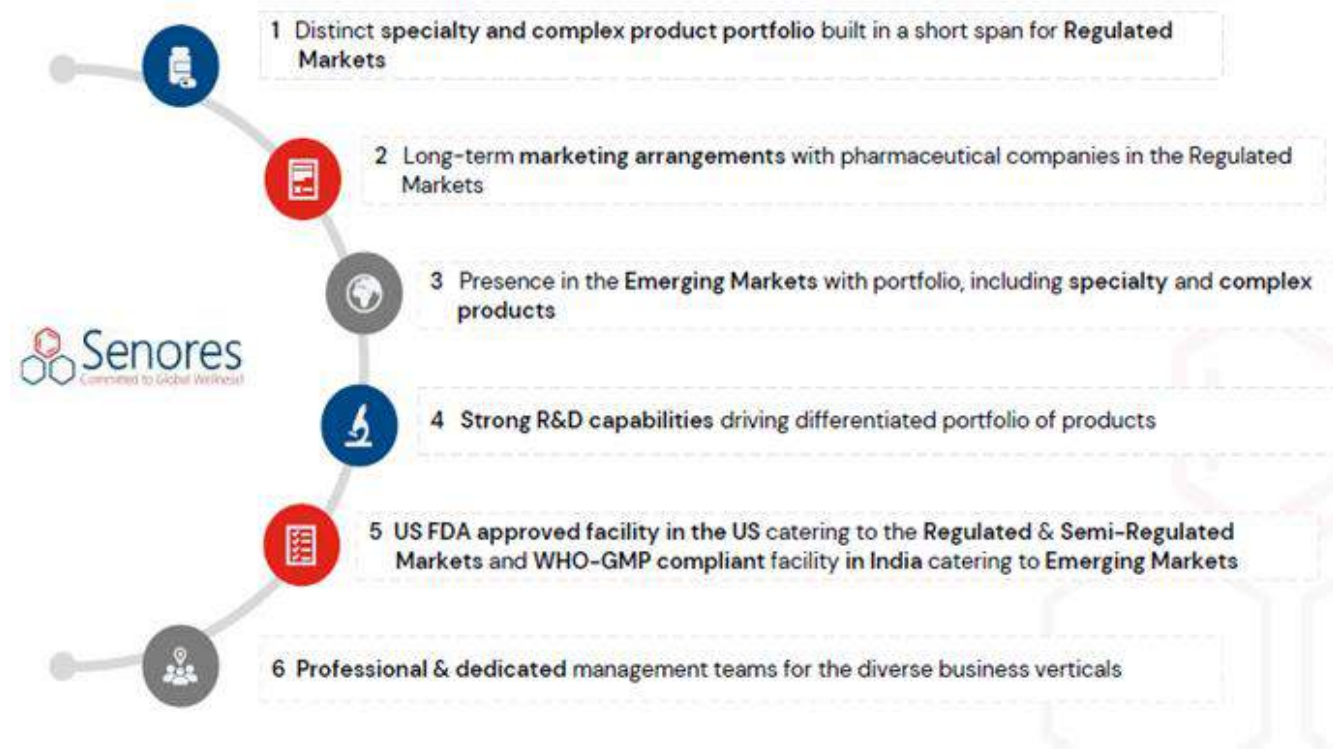 1 Distinct specialty and complex product portfolio built in a short span for Regulated
Markets
2 Long-term marketing arrangements with pharmaceutical companies in the Regulated
Markets
3 Presence in the Emerging Markets with portfolio, including specialty and complex
products
Senores
Committed to Global Wellness!
4 Strong R&D capabilities driving differentiated portfolio of products
5 US FDA approved facility in the US catering to the Regulated & Semi-Regulated
Markets and WHO-GMP compliant facility in India catering to Emerging Markets
6 Professional & dedicated management teams for the diverse business verticals